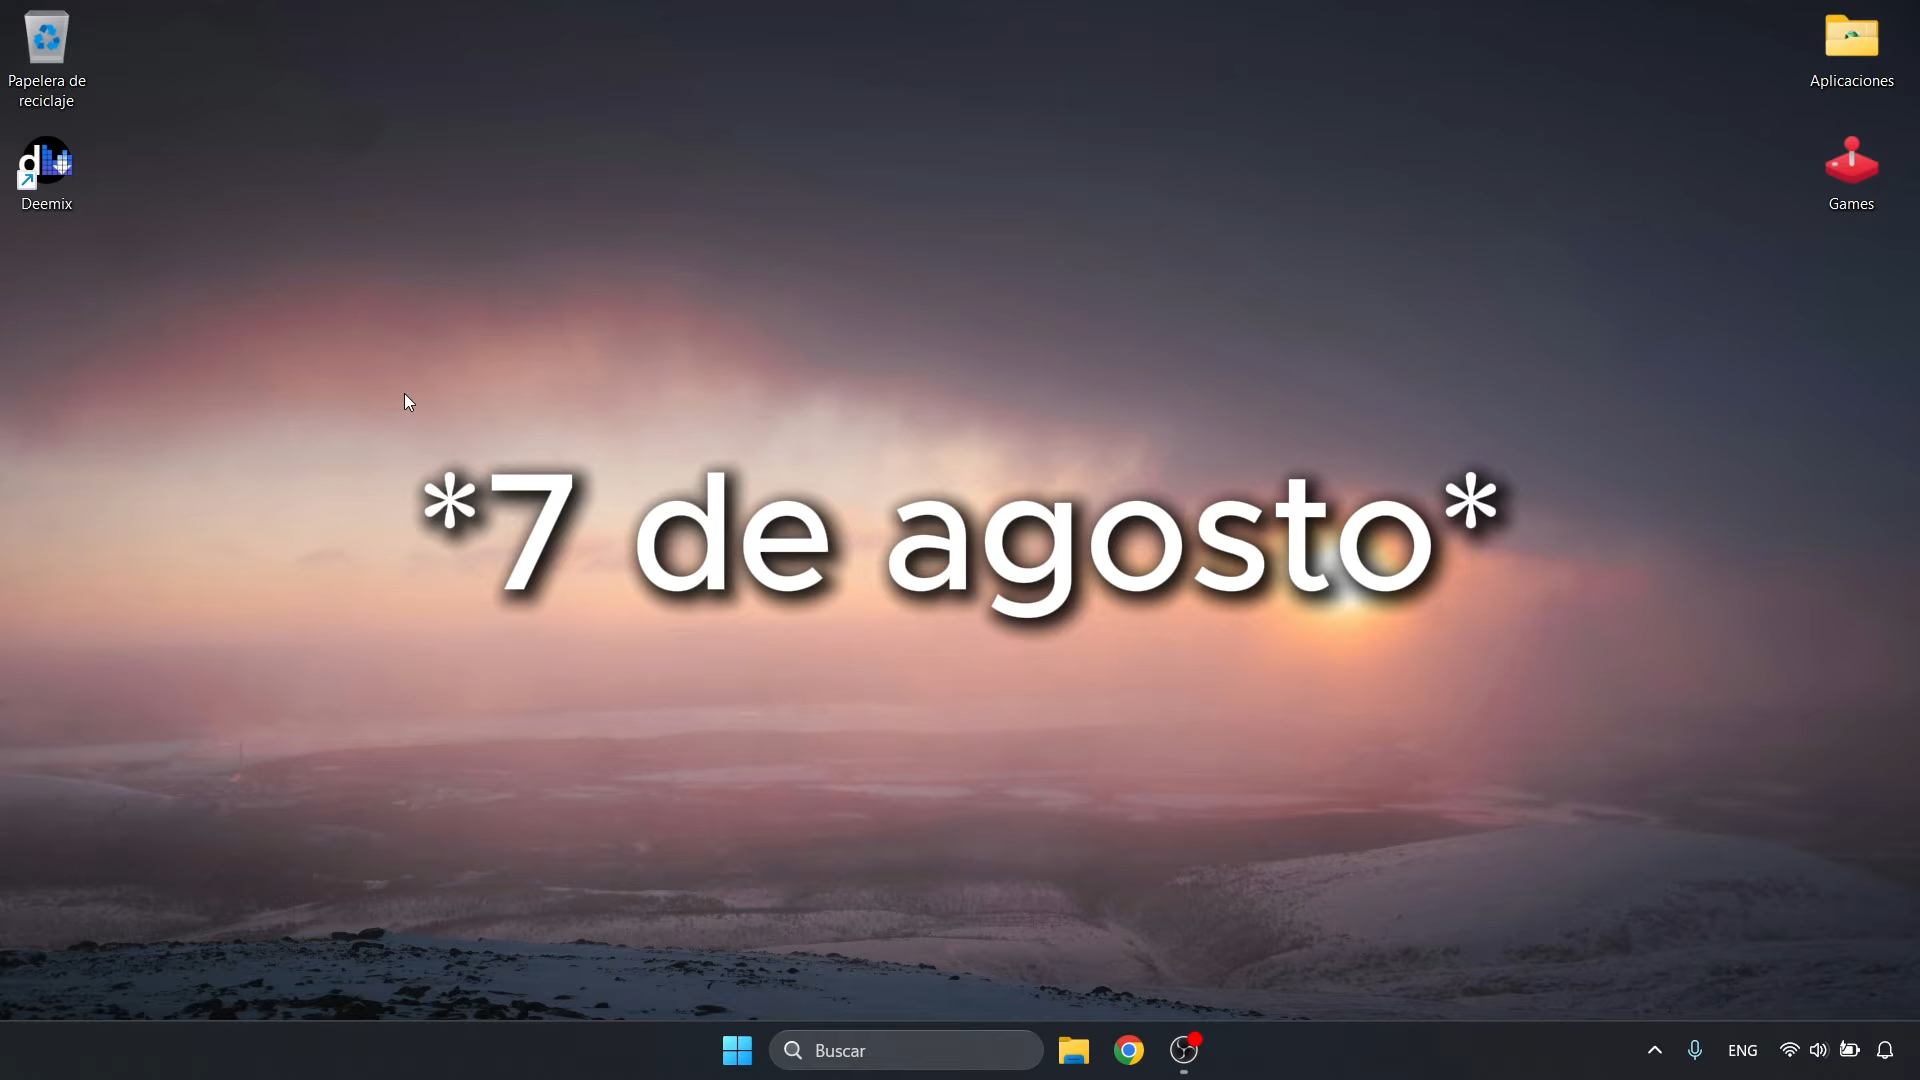 Papelera de
reciclaje
Deemix
Aplicaciones
Games
*7 de agosto*
Buscar
ENG